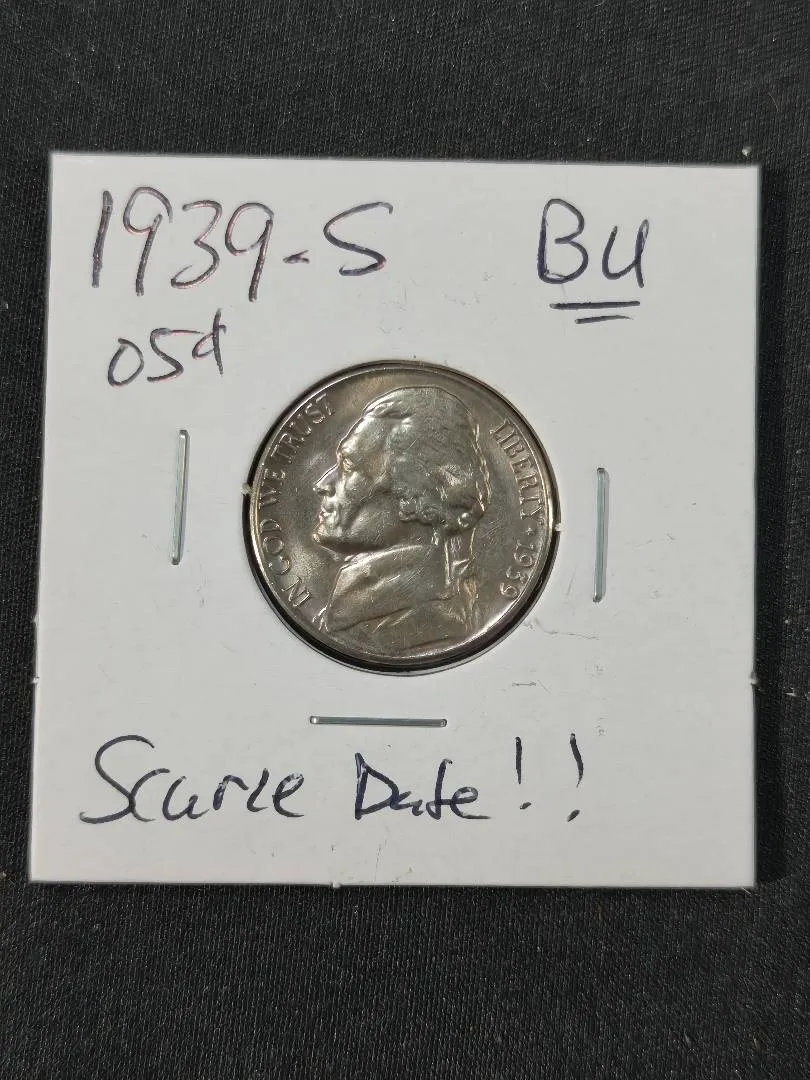 1939-S BU
05¢
IN GOD WE TRUST
LIBERTY * 1939
Scarce Date!!